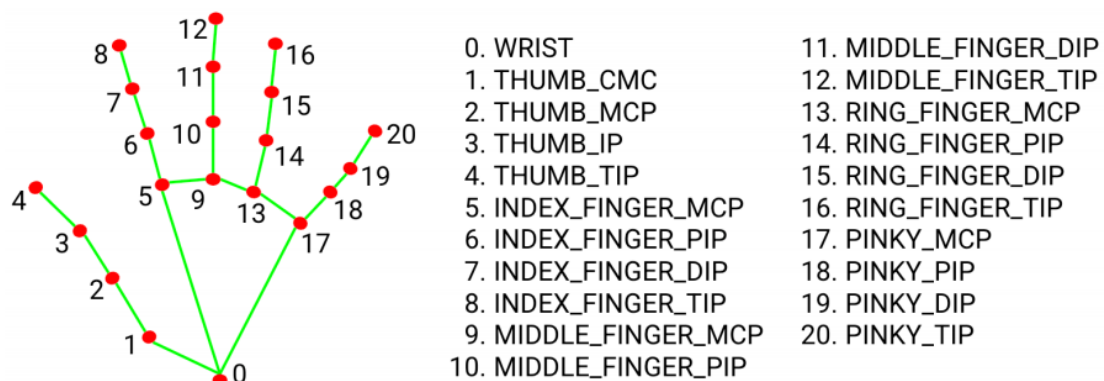 12
8
16
11
7
15
20
6
10
14
19
4
5
9
13
18
3
17
2
1
0
0. WRIST
1. THUMB_CMC
2. THUMB_MCP
3. THUMB_IP
4. THUMB_TIP
5. INDEX_FINGER_MCP
6. INDEX_FINGER_PIP
7. INDEX_FINGER_DIP
8. INDEX_FINGER_TIP
9. MIDDLE_FINGER_MCP
10. MIDDLE_FINGER_PIP
11. MIDDLE_FINGER_DIP
12. MIDDLE_FINGER_TIP
13. RING_FINGER_MCP
14. RING_FINGER_PIP
15. RING_FINGER_DIP
16. RING_FINGER_TIP
17. PINKY_MCP
18. PINKY_PIP
19. PINKY_DIP
20. PINKY_TIP